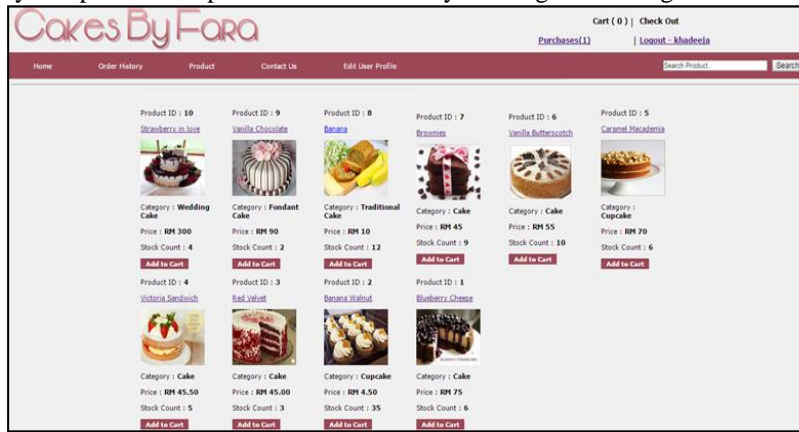 Cakes By Fara
Cart ( 0 ) | Check Out
Purchases(1) | Logout - khadeeja
Home Order History Product Contact Us Edit User Profile Search Product. Search
Product ID : 10
Strawberry in love
Category : Wedding
Cake
Price : RM 300
Stock Count : 4
Add to Cart
Product ID : 9
Vanilla Chocolate
Category : Fondant
Cake
Price : RM 90
Stock Count : 2
Add to Cart
Product ID : 8
Banana
Category : Traditional
Cake
Price : RM 10
Stock Count : 12
Add to Cart
Product ID : 7
Brownies
Category : Cake
Price : RM 45
Stock Count : 9
Add to Cart
Product ID : 6
Vanilla Butterscotch
Category : Cake
Price : RM 55
Stock Count : 10
Add to Cart
Product ID : 5
Caramel Macadamia
Category :
Cupcake
Price : RM 70
Stock Count : 6
Add to Cart
Product ID : 4
Victoria Sandwich
Category : Cake
Price : RM 45.50
Stock Count : 5
Add to Cart
Product ID : 3
Red Velvet
Category : Cake
Price : RM 45.00
Stock Count : 3
Add to Cart
Product ID : 2
Banana Walnut
Category : Cupcake
Price : RM 4.50
Stock Count : 35
Add to Cart
Product ID : 1
Blueberry Cheese
Category : Cake
Price : RM 75
Stock Count : 6
Add to Cart